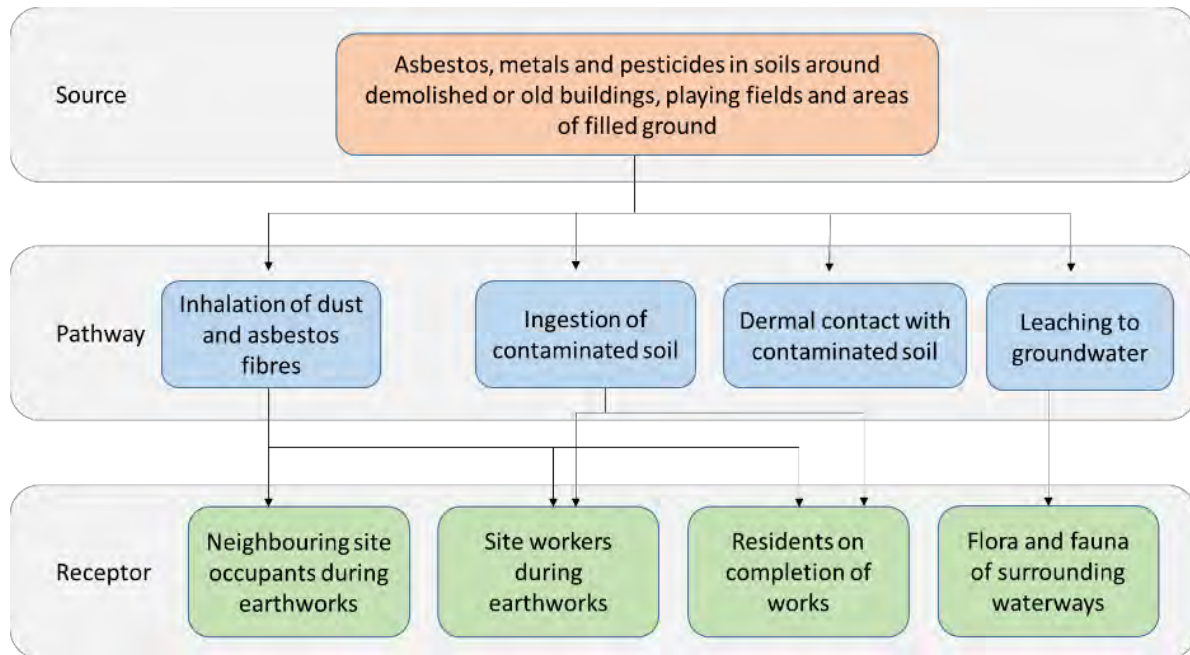 Source
Asbestos, metals and pesticides in soils around
demolished or old buildings, playing fields and areas
of filled ground
Pathway
Inhalation of dust
and asbestos
fibres
Ingestion of
contaminated soil
Dermal contact with
contaminated soil
Leaching to
groundwater
Receptor
Neighbouring site
occupants during
earthworks
Site workers
during
earthworks
Residents on
completion of
works
Flora and fauna
of surrounding
waterways